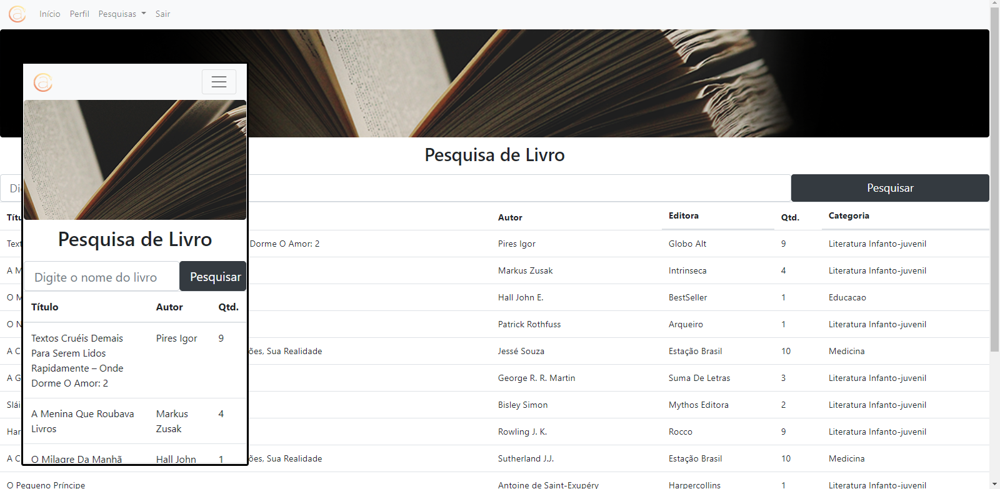 Início Perfil Pesquisas Sair
Pesquisa de Livro
Pesquisar
Autor Editora Qtd. Categoria
Dorme O Amor: 2 Pires Igor Globo Alt 9 Literatura Infanto-juvenil
A M Markus Zusak Intrinseca 4 Literatura Infanto-juvenil
O M Hall John E. BestSeller 1 Educacao
O N Patrick Rothfuss Arqueiro 1 Literatura Infanto-juvenil
A C ões, Sua Realidade Jessé Souza Estação Brasil 10 Medicina
A G George R. R. Martin Suma De Letras 3 Literatura Infanto-juvenil
Slái Bisley Simon Mythos Editora 2 Literatura Infanto-juvenil
Har Rowling J. K. Rocco 9 Literatura Infanto-juvenil
A C ões, Sua Realidade Sutherland J.J. Estação Brasil 10 Medicina
O Pequeno Príncipe Antoine de Saint-Exupéry Harpercollins 1 Literatura Infanto-juvenil
Pesquisa de Livro
Digite o nome do livro Pesquisar
Título Autor Qtd.
Textos Cruéis Demais Pires Igor 9
Para Serem Lidos
Rapidamente – Onde
Dorme O Amor: 2
A Menina Que Roubava Markus 4
Livros Zusak
O Milagre Da Manhã Hall John 1